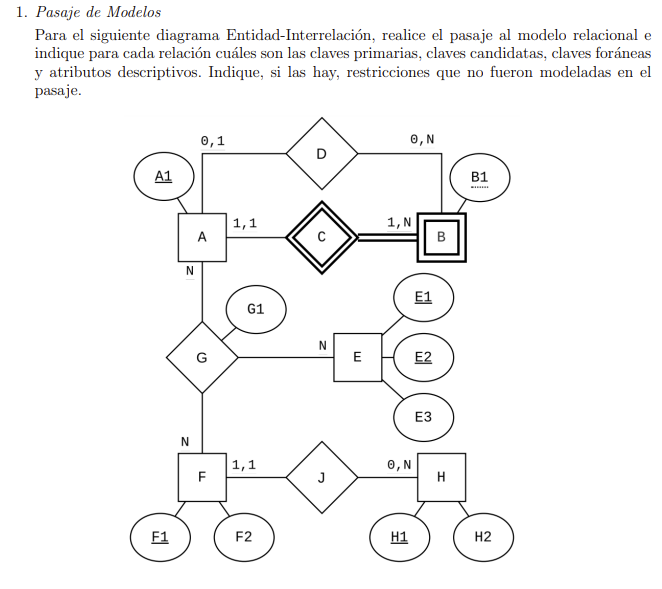 1. Pasaje de Modelos
Para el siguiente diagrama Entidad-Interrelación, realice el pasaje al modelo relacional e
indique para cada relación cuáles son las claves primarias, claves candidatas, claves foráneas
y atributos descriptivos. Indique, si las hay, restricciones que no fueron modeladas en el
pasaje.
0,1
D
0,N
A1
B1
A
1,1
C
1,N
B
N
G1
E1
G
N
E
E2
E3
N
F
1,1
J
0,N
H
F1
F2
H1
H2